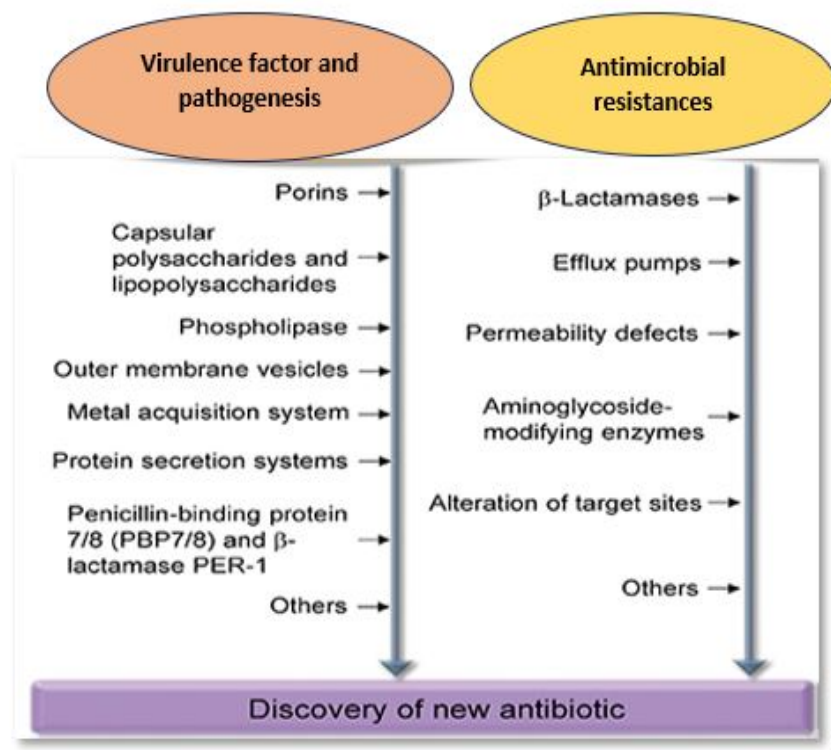 Virulence factor and
pathogenesis
Antimicrobial
resistances
Porins
Capsular
polysaccharides and
lipopolysaccharides
Phospholipase
Outer membrane vesicles
Metal acquisition system
Protein secretion systems
Penicillin-binding protein
7/8 (PBP7/8) and β-
lactamase PER-1
Others
β-Lactamases
Efflux pumps
Permeability defects
Aminoglycoside-
modifying enzymes
Alteration of target sites
Others
Discovery of new antibiotic